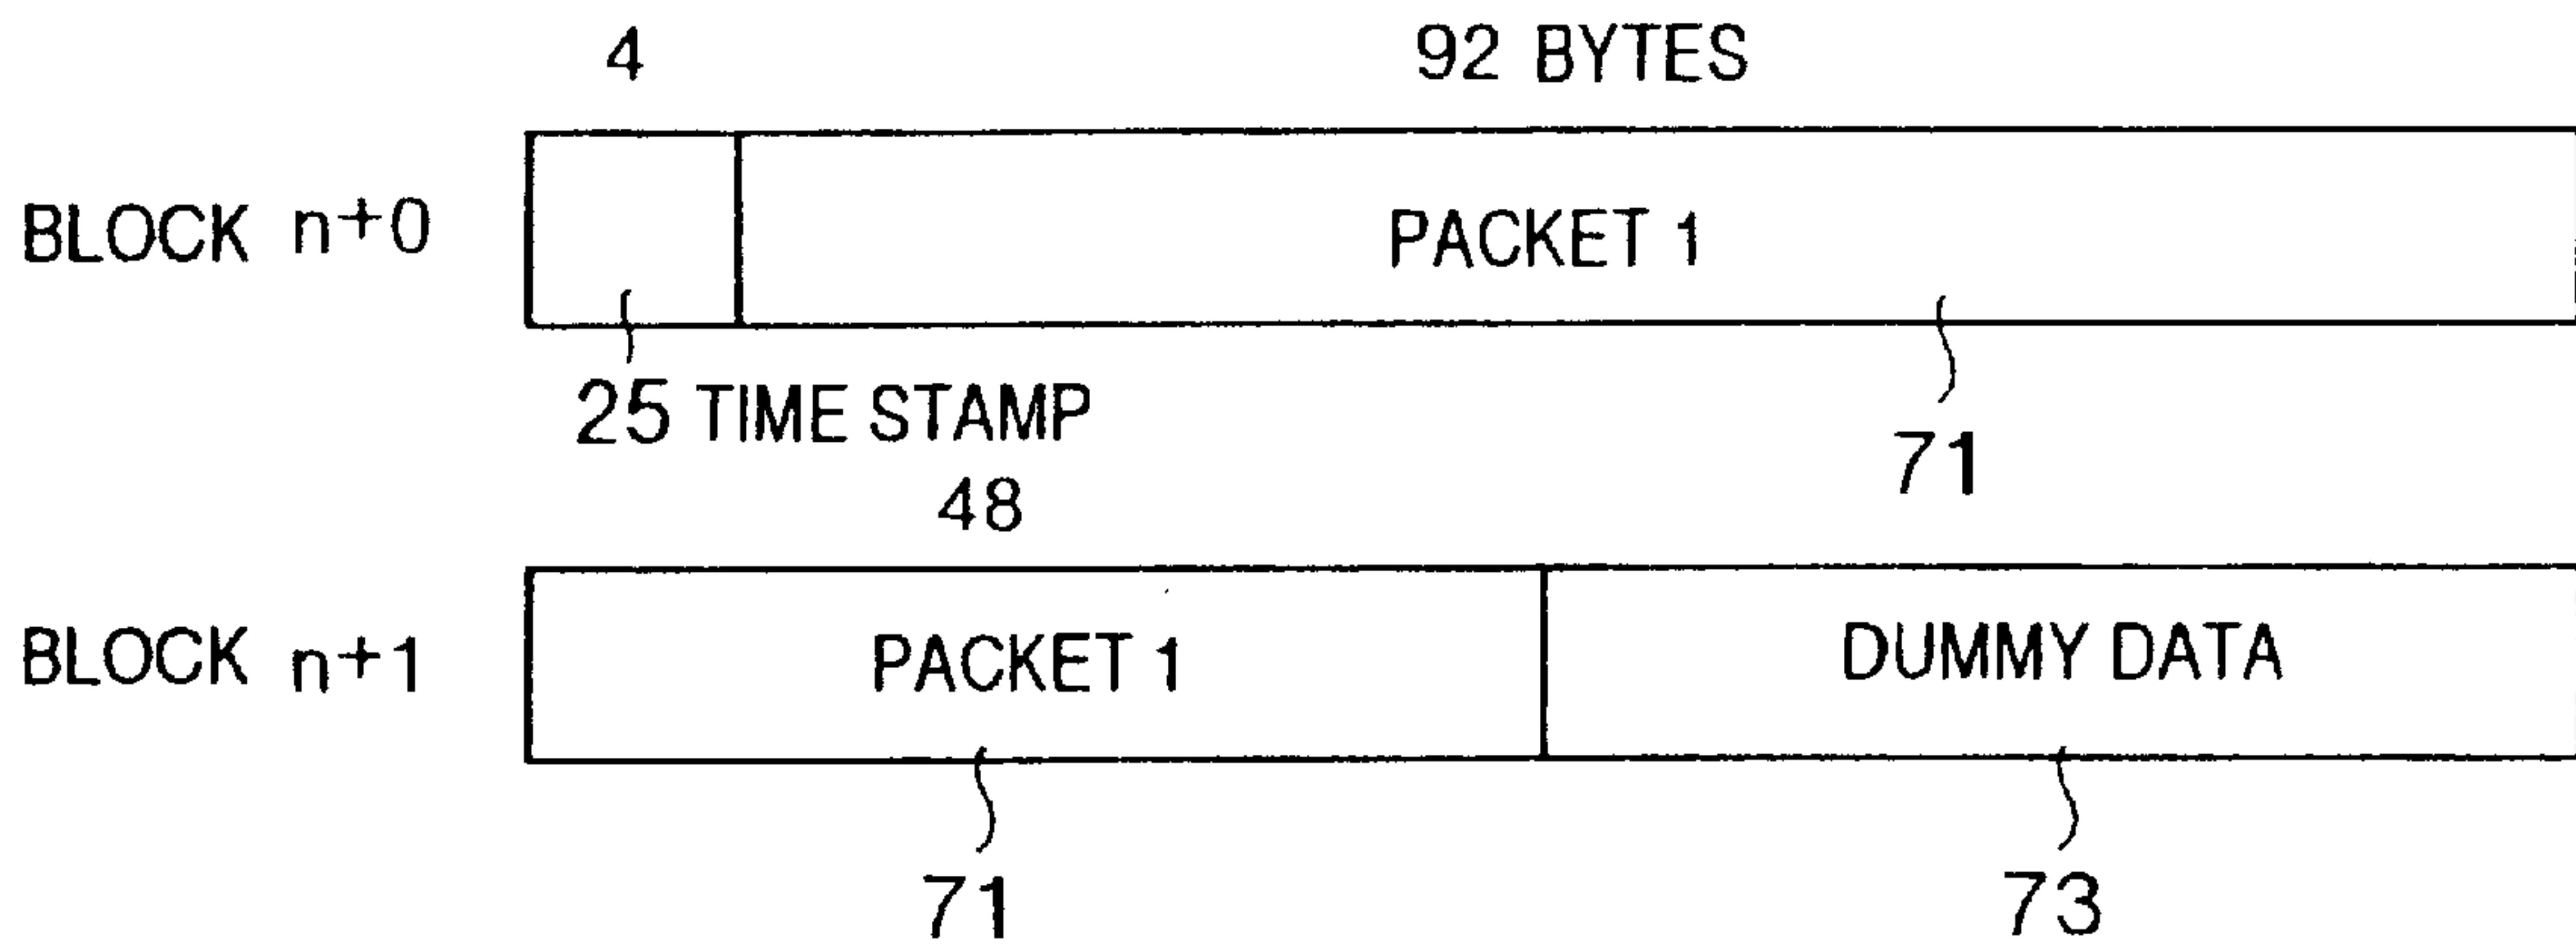 4 92 BYTES
BLOCK n+0 PACKET 1
25 TIME STAMP
71
48
BLOCK n+1 PACKET 1 DUMMY DATA
71 73